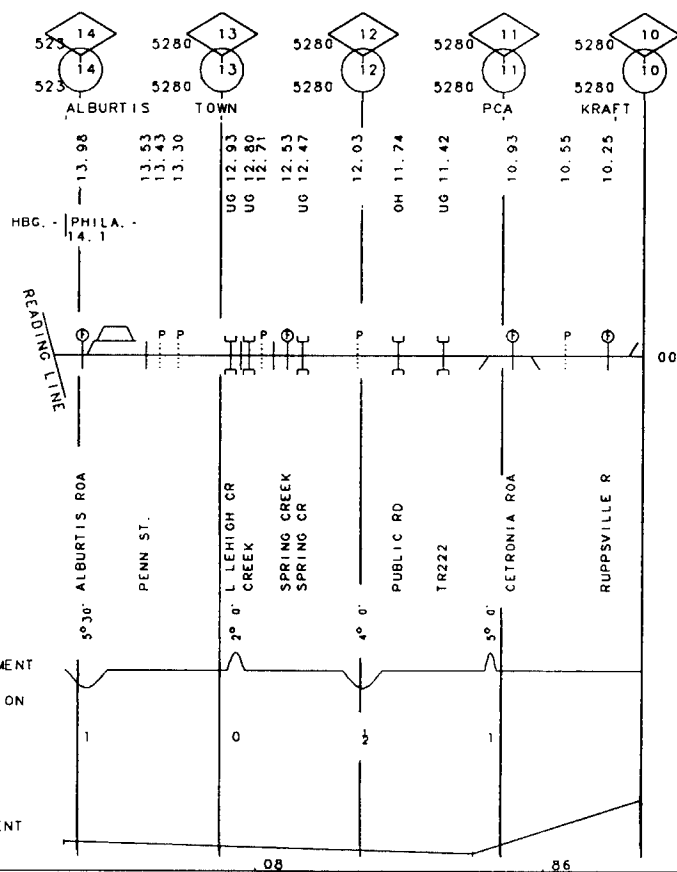 14 13 12 11 10
523 5280 5280 5280 5280
14 13 12 11 10
523 5280 5280 5280 5280
ALBURTIS TOWN PCA KRAFT
13.98
13.53
13.43
13.30
UG 12.93
UG 12.80
12.71
12.53
UG 12.47
12.03
OH 11.74
UG 11.42
10.93
10.55
10.25
HBG. - PHILA. -
14.1
READING LINE
F P P P F P F P F
00
ALBURTIS ROA
PENN ST.
L LEHIGH CR
CREEK
SPRING CREEK
SPRING CR
PUBLIC RD
TR222
CETRONIA ROA
RUPPSVILLE R
5° 30' 2° 0' 4° 0' 5° 0'
MENT
ON
1 0 ½ 1
ENT
08 86